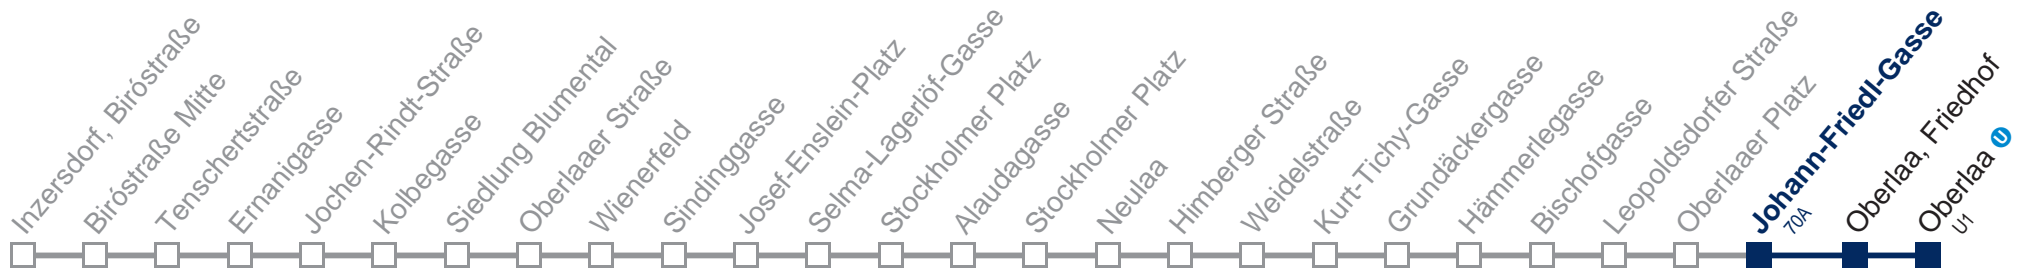 Inzersdorf, Biróstraße
Biróstraße Mitte
Tenschertstraße
Ernanigasse
Jochen-Rindt-Straße
Kolbegasse
Siedlung Blumental
Oberlaaer Straße
Wienerfeld
Sindinggasse
Josef-Enslein-Platz
Selma-Lagerlöf-Gasse
Stockholmer Platz
Alaudagasse
Stockholmer Platz
Neulaa
Himberger Straße
Weidelstraße
Kurt-Tichy-Gasse
Grundäckergasse
Hämmerlegasse
Bischofgasse
Leopoldsdorfer Straße
Oberlaaer Platz
Johann-Friedl-Gasse
70A
Oberlaa, Friedhof
Oberlaa U
U1